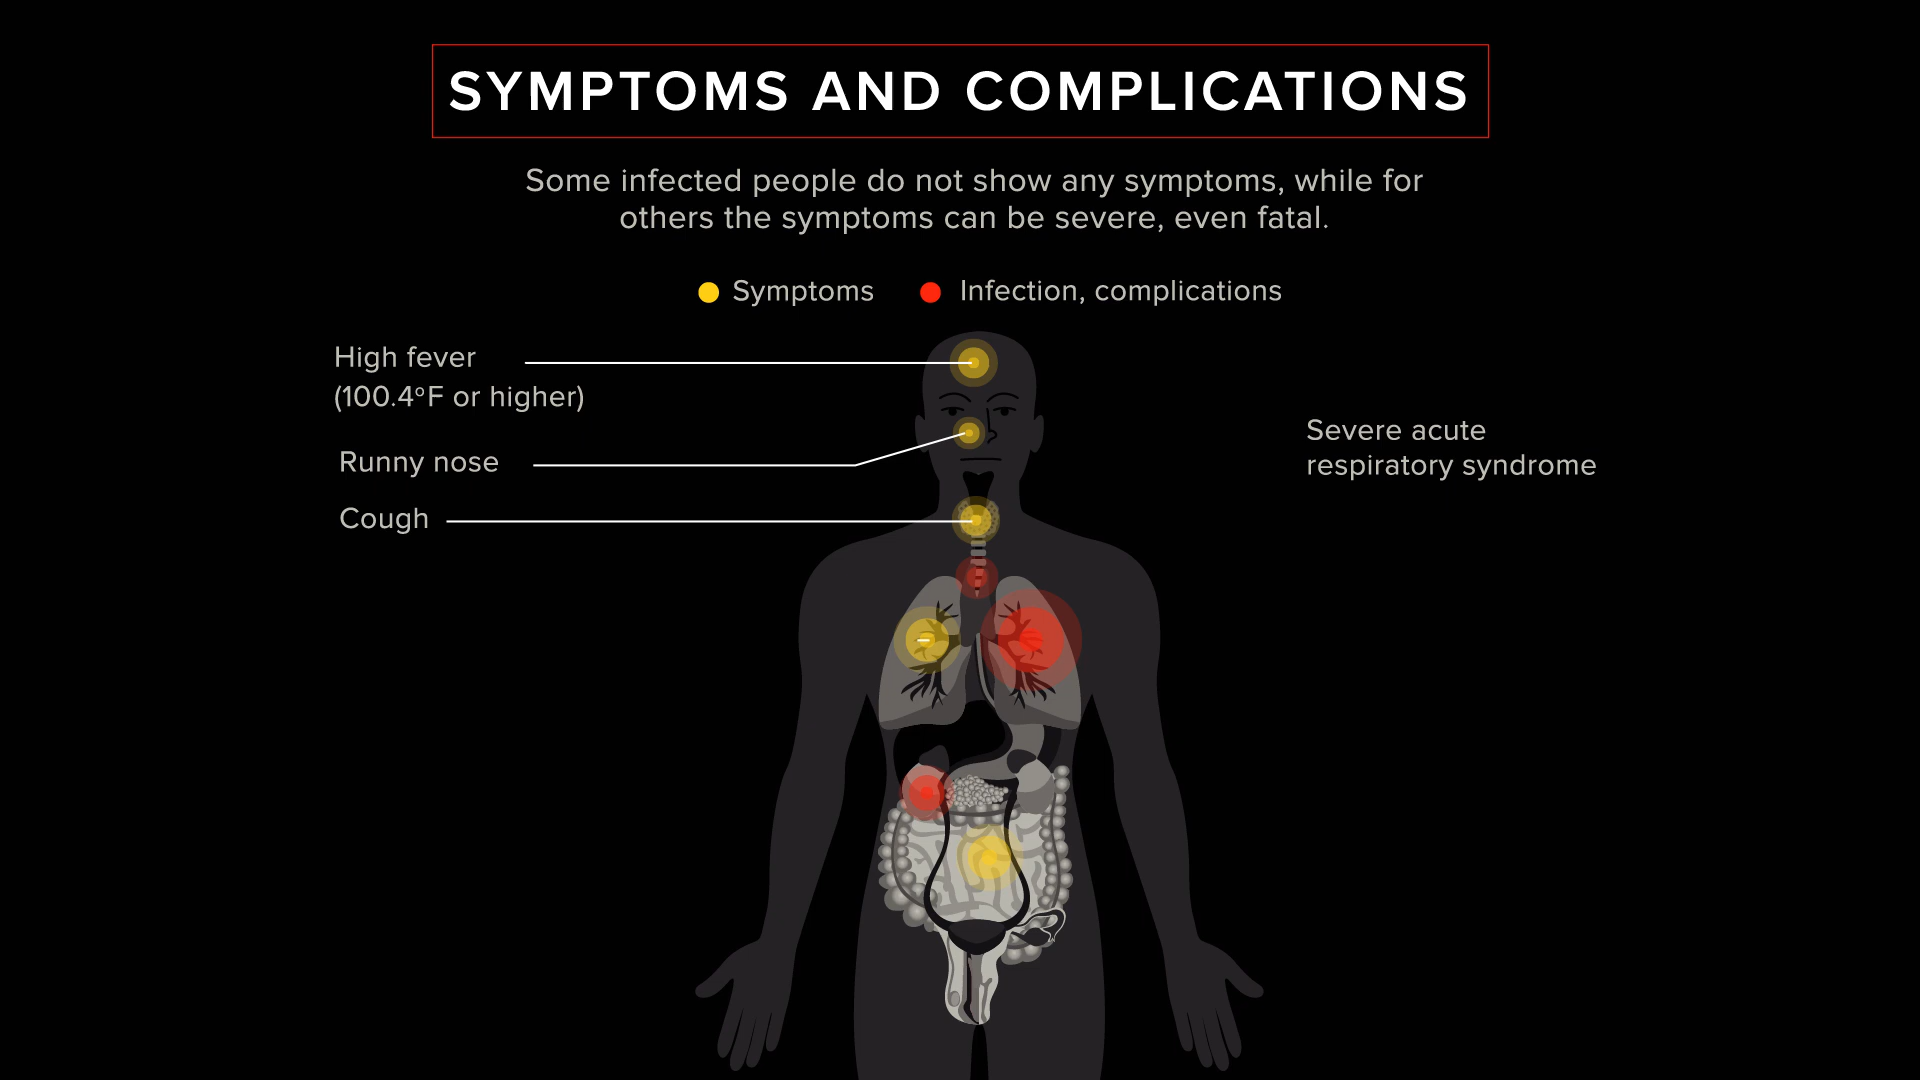 SYMPTOMS AND COMPLICATIONS
Some infected people do not show any symptoms, while for
others the symptoms can be severe, even fatal.
Symptoms
Infection, complications
High fever
(100.4ºF or higher)
Runny nose
Cough
Severe acute
respiratory syndrome